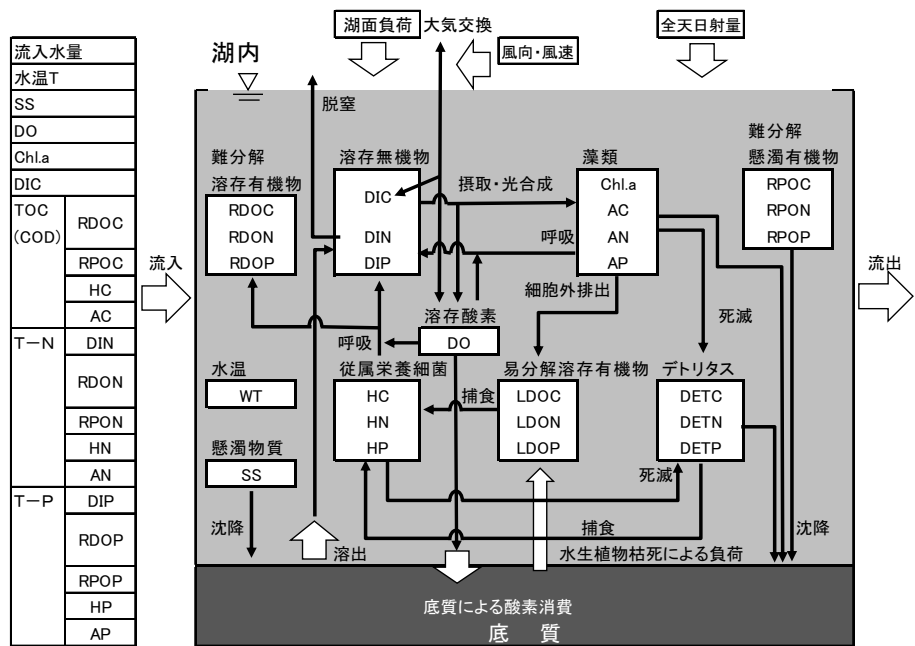 湖面負荷
大気交換
全天日射量
風向・風速
流入水量
水温T
SS
DO
Chl.a
DIC
TOC
(COD)
RDOC
RPOC
HC
AC
T－N
DIN
RDON
RPON
HN
AN
T－P
DIP
RDOP
RPOP
HP
AP
流入
湖内
脱窒
難分解
溶存有機物
RDOC
RDON
RDOP
溶存無機物
DIC
DIN
DIP
摂取・光合成
呼吸
藻類
Chl.a
AC
AN
AP
難分解
懸濁有機物
RPOC
RPON
RPOP
流出
細胞外排出
死滅
溶存酸素
DO
呼吸
水温
WT
従属栄養細菌
HC
HN
HP
捕食
易分解溶存有機物
LDOC
LDON
LDOP
デトリタス
DETC
DETN
DETP
懸濁物質
SS
死滅
沈降
溶出
捕食
水生植物枯死による負荷
沈降
底質による酸素消費
底 質